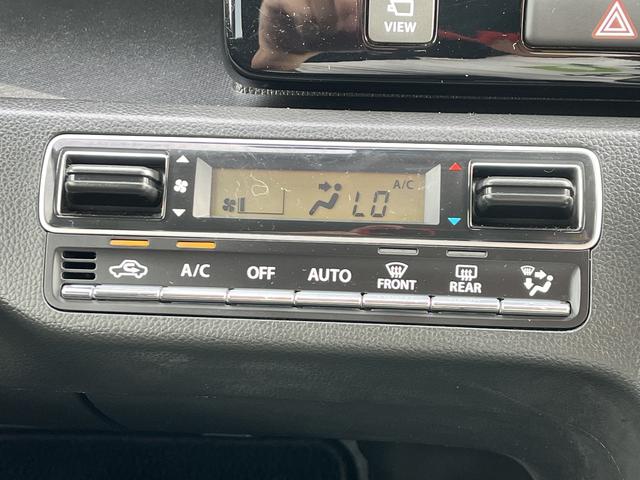 VIEW
A/C
LO
A/C OFF AUTO FRONT REAR